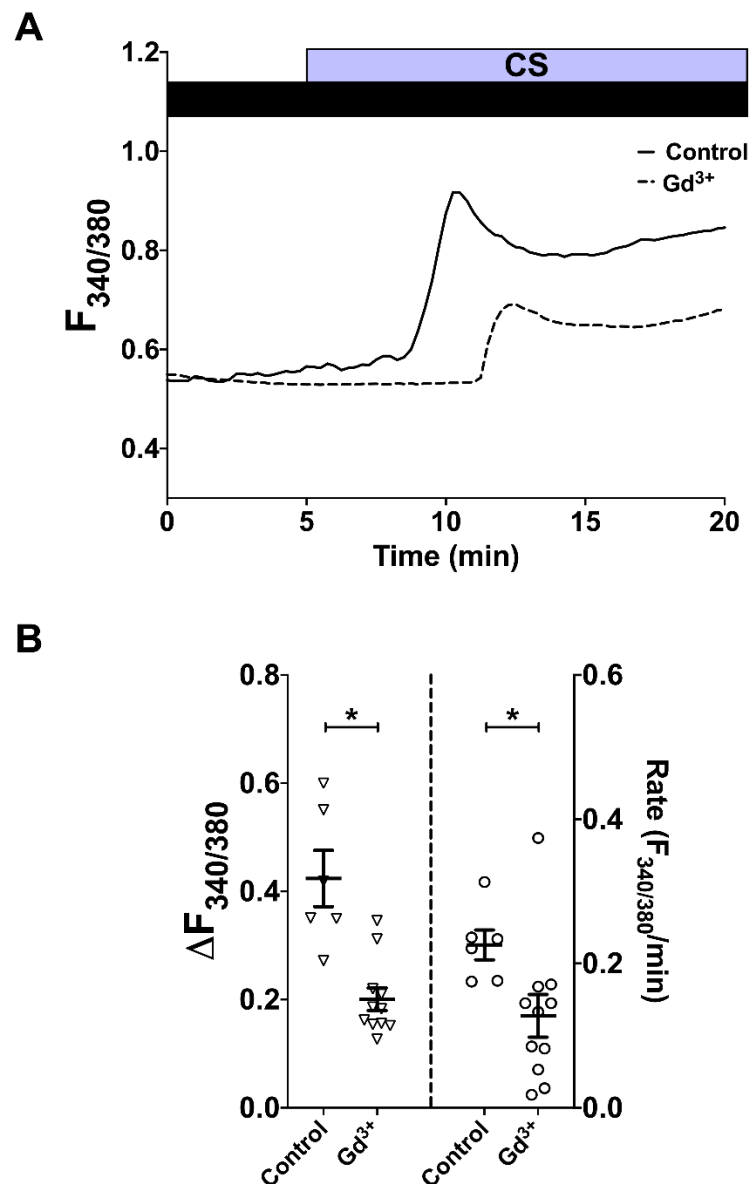 A
1.2
CS
1.0
Control
Gd³⁺
0.8
F340/380
0.6
0.4
0 5 10 15 20
Time (min)
B
0.8 0.6
* *
0.6
0.4
ΔF340/380
Rate (F340/380/min)
0.4
0.2
0.2
0.0 0.0
Control Gd³⁺ Control Gd³⁺